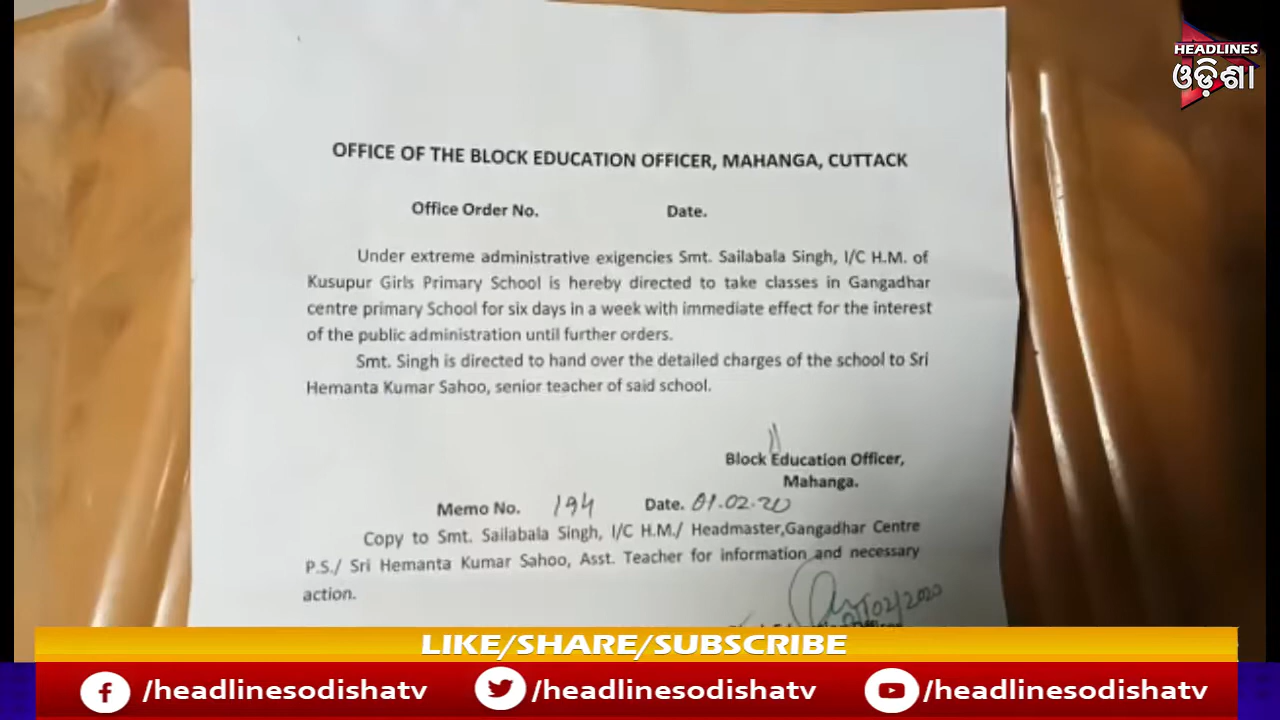 HEADLINES
ଓଡ଼ିଶା
OFFICE OF THE BLOCK EDUCATION OFFICER, MAHANGA, CUTTACK
Office Order No. Date.
Under extreme administrative exigencies Smt. Sailabala Singh, I/C H.M. of
Kusupur Girls Primary School is hereby directed to take classes in Gangadhar
centre primary School for six days in a week with immediate effect for the interest
of the public administration until further orders.
Smt. Singh is directed to hand over the detailed charges of the school to Sri
Hemanta Kumar Sahoo, senior teacher of said school.
Block Education Officer,
Mahanga.
Memo No. 194 Date. 01.02.20
Copy to Smt. Sailabala Singh, I/C H.M./ Headmaster,Gangadhar Centre
P.S./ Sri Hemanta Kumar Sahoo, Asst. Teacher for information and necessary
action.
01/02/2020
LIKE/SHARE/SUBSCRIBE
/headlinesodishatv /headlinesodishatv /headlinesodishatv